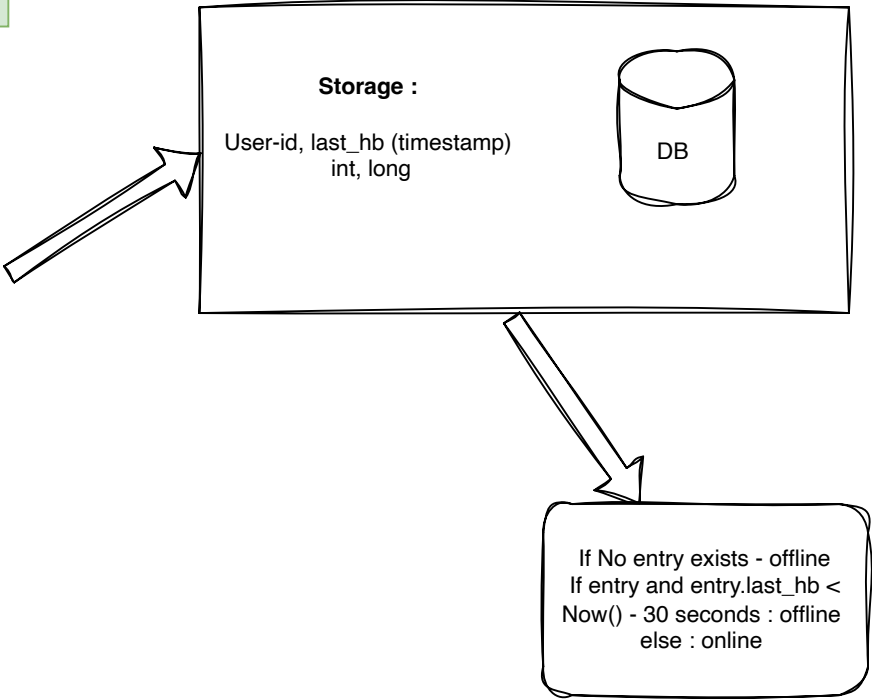 Storage :
User-id, last_hb (timestamp)
int, long
DB
If No entry exists - offline
If entry and entry.last_hb <
Now() - 30 seconds : offline
else : online